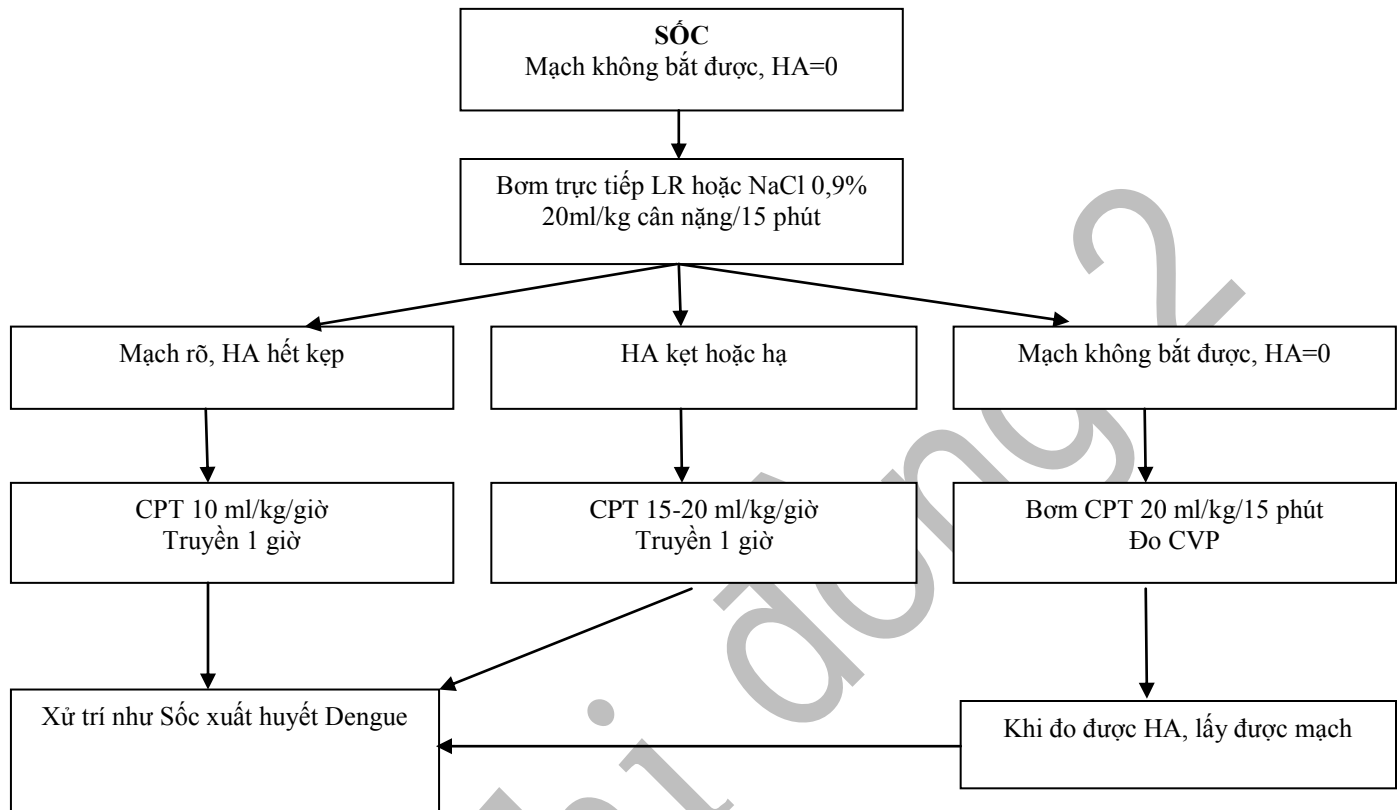 SỐC
Mạch không bắt được, HA=0
Bơm trực tiếp LR hoặc NaCl 0,9%
20ml/kg cân nặng/15 phút
Mạch rõ, HA hết kẹp
HA kẹt hoặc hạ
Mạch không bắt được, HA=0
CPT 10 ml/kg/giờ
Truyền 1 giờ
CPT 15-20 ml/kg/giờ
Truyền 1 giờ
Bơm CPT 20 ml/kg/15 phút
Đo CVP
Xử trí như Sốc xuất huyết Dengue
Khi đo được HA, lấy được mạch
đồng 2